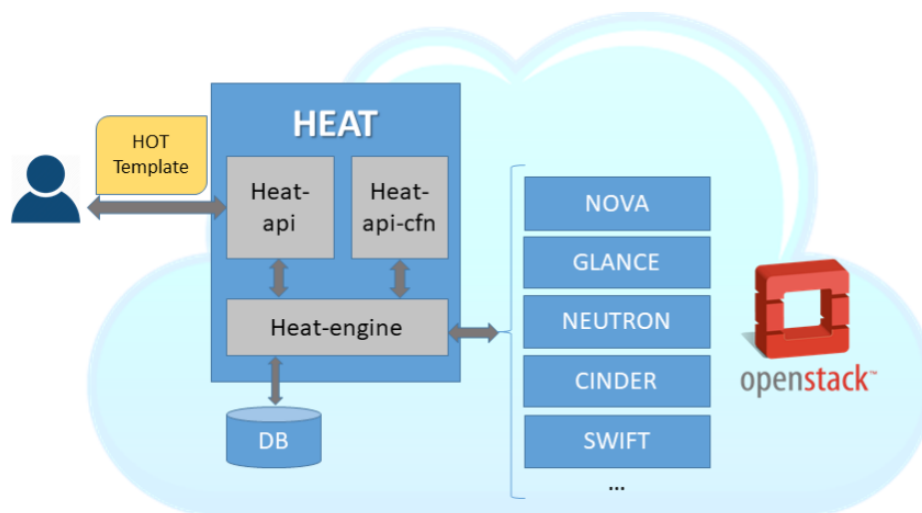 HEAT
HOT
Template
Heat-
api
Heat-
api-cfn
Heat-engine
DB
NOVA
GLANCE
NEUTRON
CINDER
SWIFT
...
openstack™